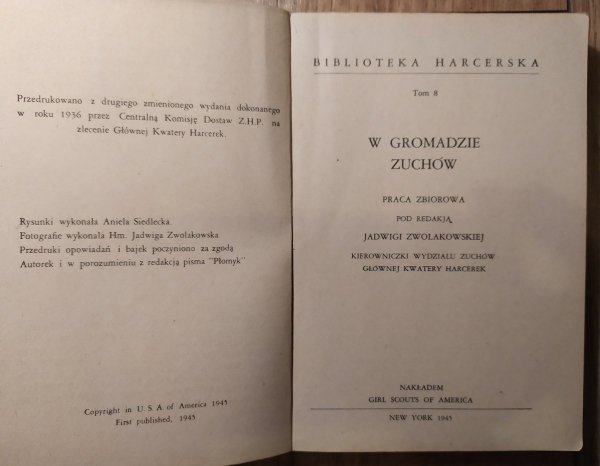 Przedrukowano z drugiego zmienionego wydania dokonanego
w roku 1936 przez Centralną Komisję Dostaw Z.H.P. na
zlecenie Głównej Kwatery Harcerek.
Rysunki wykonała Aniela Siedlecka.
Fotografie wykonała Hm. Jadwiga Zwolakowska.
Przedruki opowiadań i bajek poczyniono za zgodą
Autorek i w porozumieniu z redakcją pisma "Płomyk"
Copyright in U. S. A. of America 1945
First published, 1945
BIBLIOTEKA HARCERSKA
Tom 8
W GROMADZIE
ZUCHÓW
PRACA ZBIOROWA
POD REDAKCJĄ
JADWIGI ZWOLAKOWSKIEJ
KIEROWNICZKI WYDZIAŁU ZUCHÓW
GŁÓWNEJ KWATERY HARCEREK
NAKŁADEM
GIRL SCOUTS OF AMERICA
NEW YORK 1945